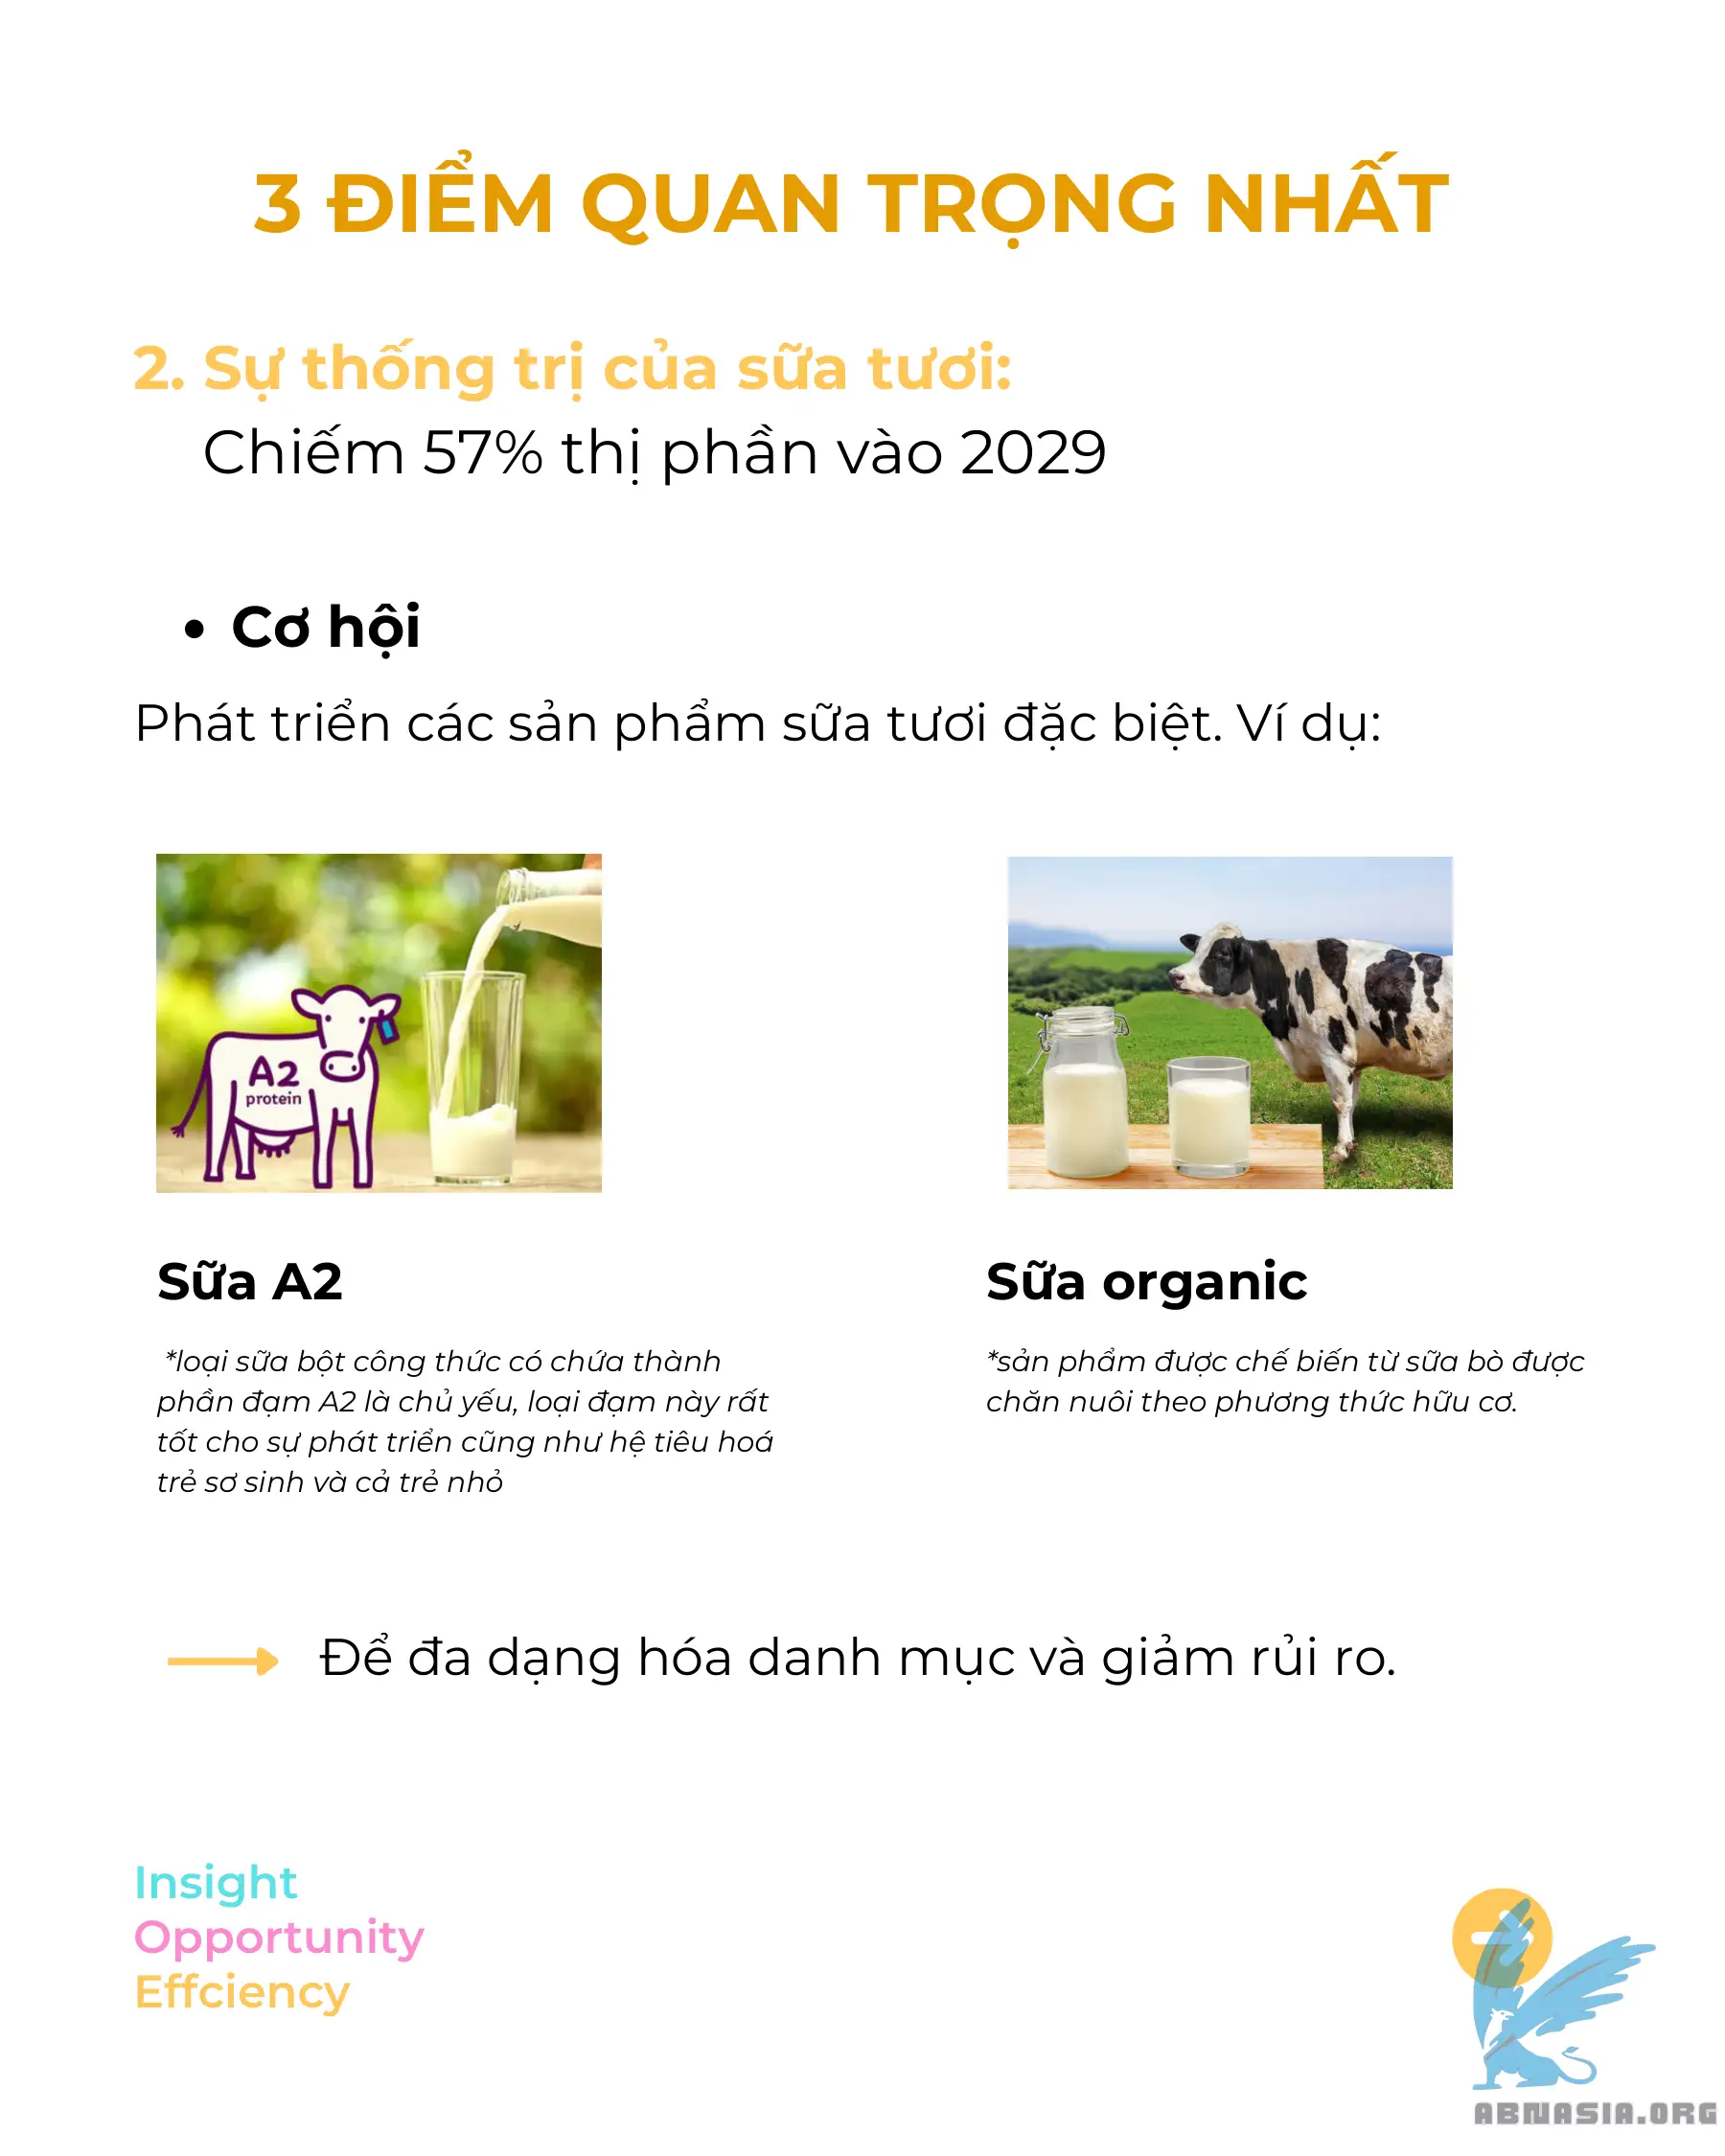 3 ĐIỂM QUAN TRỌNG NHẤT
2. Sự thống trị của sữa tươi:
Chiếm 57% thị phần vào 2029
• Cơ hội
Phát triển các sản phẩm sữa tươi đặc biệt. Ví dụ:
A2
protein
Sữa A2
*loại sữa bột công thức có chứa thành
phần đạm A2 là chủ yếu, loại đạm này rất
tốt cho sự phát triển cũng như hệ tiêu hoá
trẻ sơ sinh và cả trẻ nhỏ
Sữa organic
*sản phẩm được chế biến từ sữa bò được
chăn nuôi theo phương thức hữu cơ.
Để đa dạng hóa danh mục và giảm rủi ro.
Insight
Opportunity
Effciency
ABNASIA.ORG